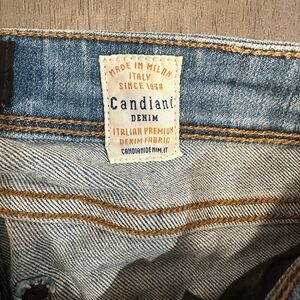 MADE IN MILAN
ITALY
SINCE 1938
Candiani
DENIM
ITALIAN PREMIUM
DENIM FABRIC
CANDIANIDENIM.IT